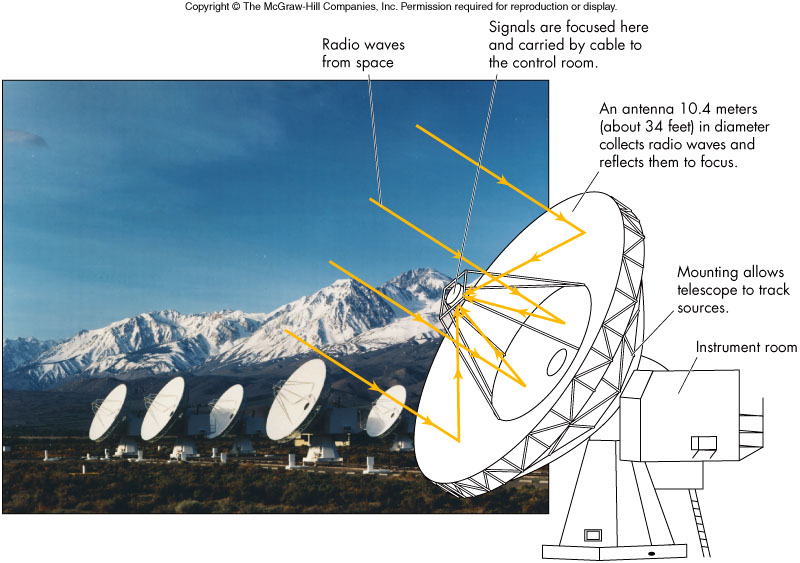 Copyright © The McGraw-Hill Companies, Inc. Permission required for reproduction or display.
Signals are focused here
and carried by cable to
the control room.
Radio waves
from space
An antenna 10.4 meters
(about 34 feet) in diameter
collects radio waves and
reflects them to focus.
Mounting allows
telescope to track
sources.
Instrument room